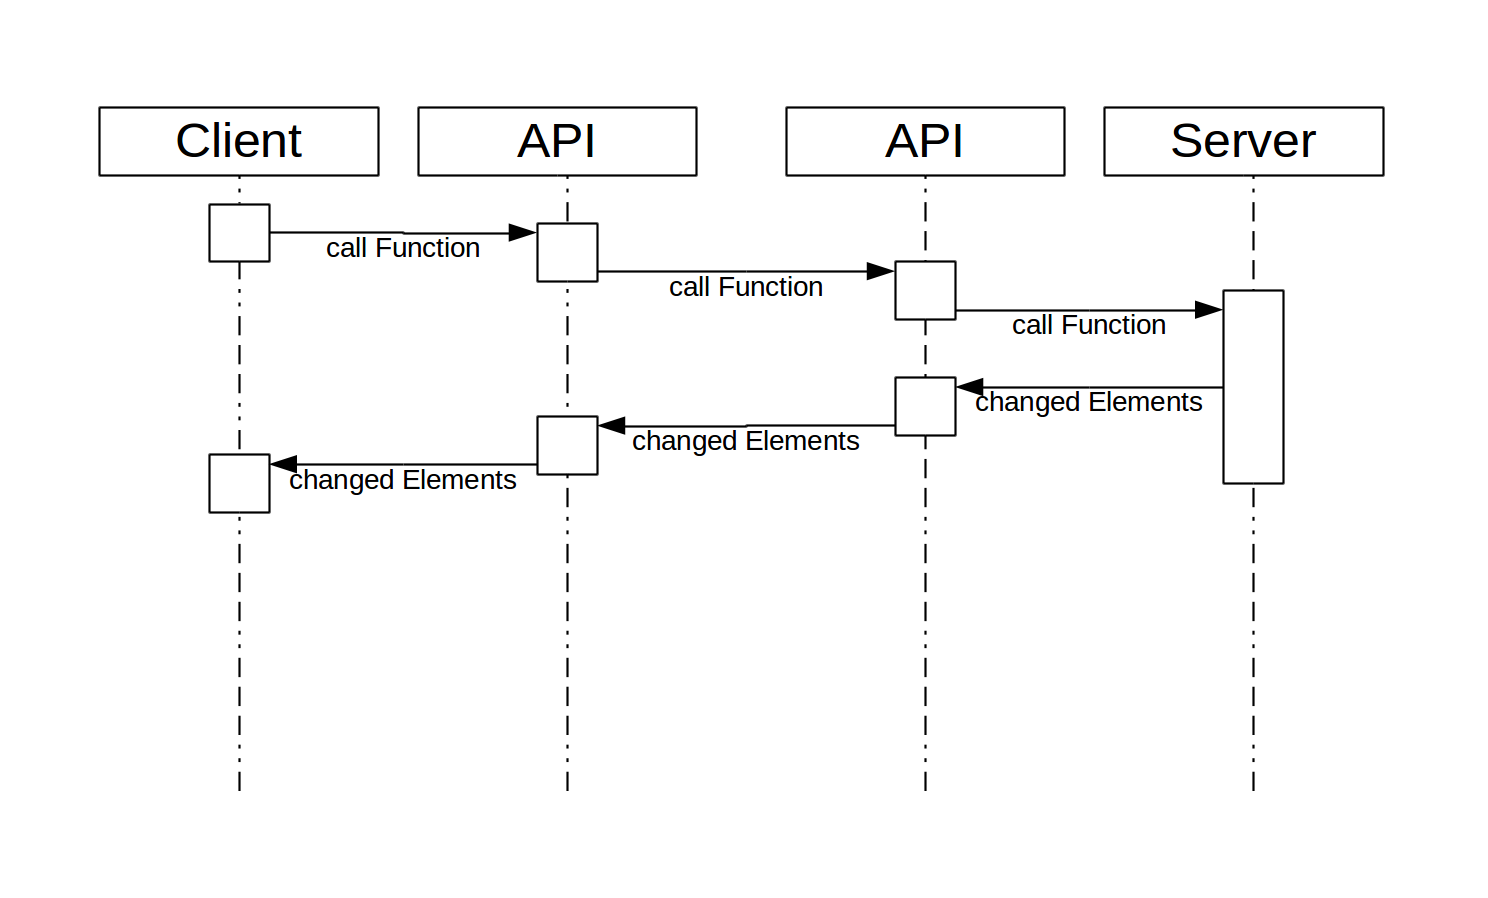 Client
API
API
Server
call Function
call Function
call Function
changed Elements
changed Elements
changed Elements